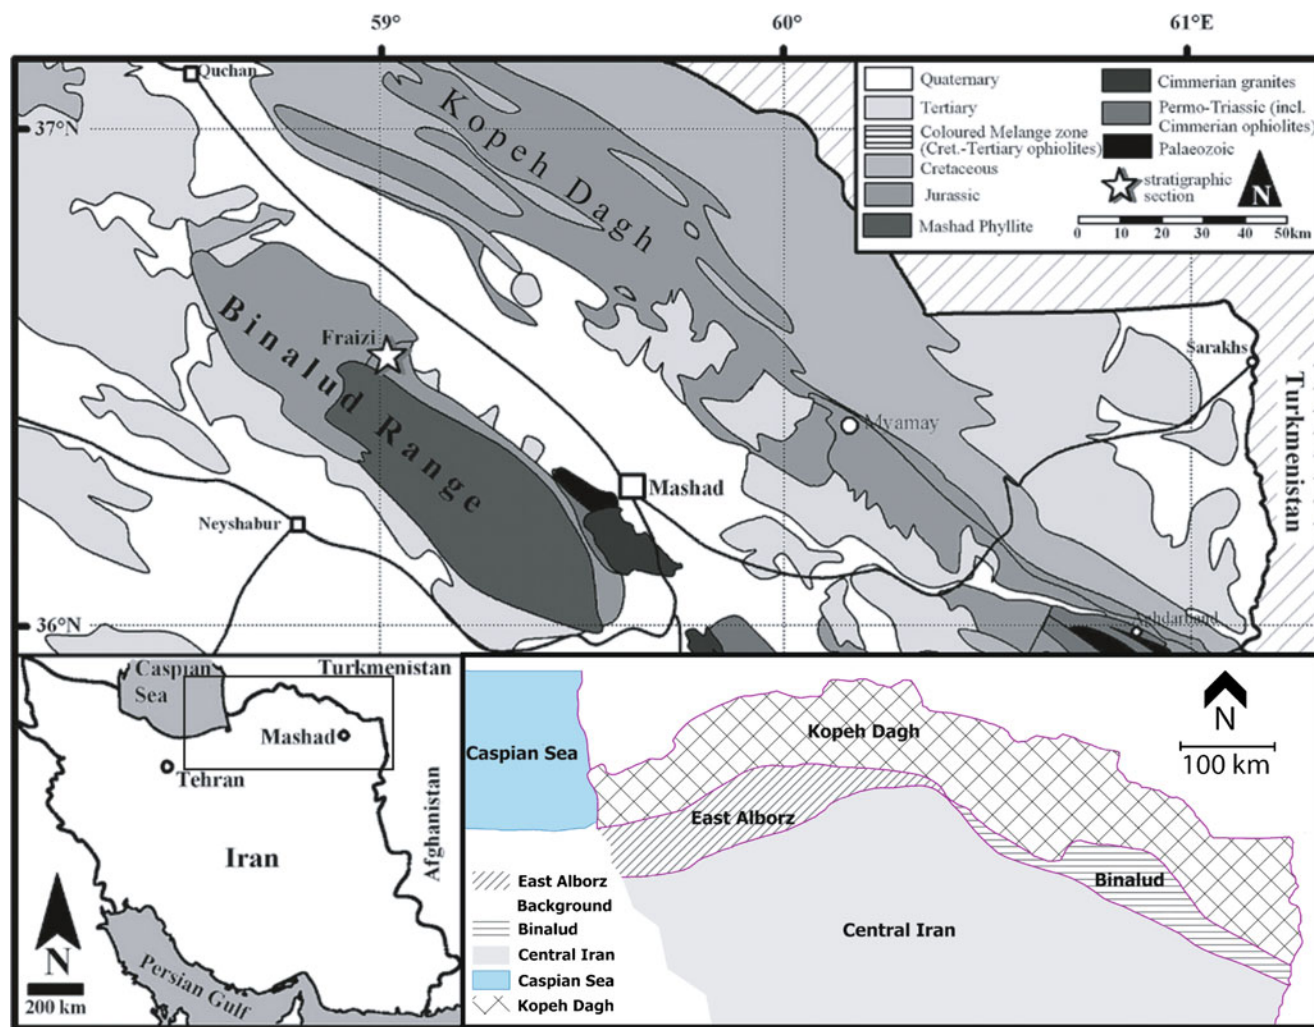 59°
60°
61°E
Quchan
37°N
Kopeh Dagh
Quaternary
Tertiary
Coloured Melange zone
(Cret.-Tertiary ophiolites)
Cretaceous
Jurassic
Mashad Phyllite
Cimmerian granites
Permo-Triassic (incl.
Cimmerian ophiolites)
Palaeozoic
stratigraphic
section
N
0 10 20 30 40 50km
Binalud Range
Fraizi
Sarakhs
Turkmenistan
Myamay
Mashad
Neyshabur
36°N
Aghdarband
Caspian
Sea
Turkmenistan
Mashad
Tehran
Iran
Afghanistan
N
200 km
Persian Gulf
N
100 km
Kopeh Dagh
Caspian Sea
East Alborz
Binalud
Central Iran
East Alborz
Background
Binalud
Central Iran
Caspian Sea
Kopeh Dagh